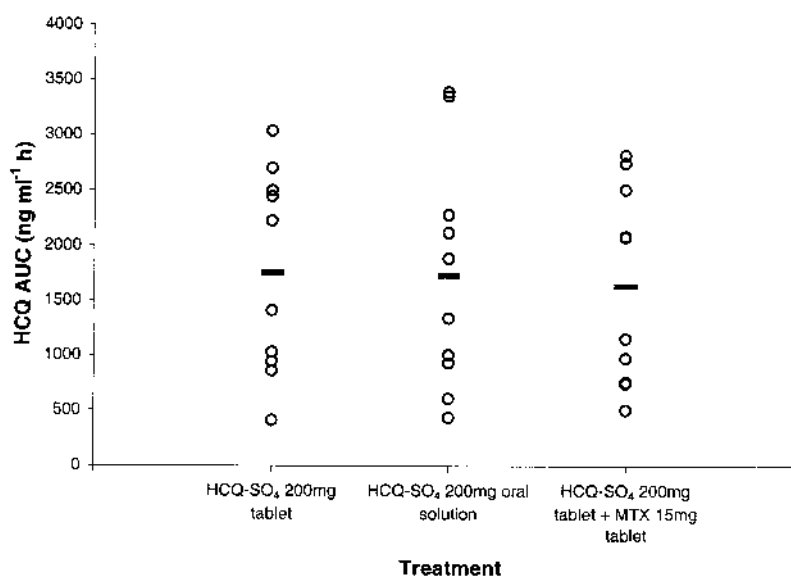 4000
3500
3000
2500
2000
1500
1000
500
0
HCQ AUC (ng ml⁻¹ h)
HCQ-SO₄ 200mg
tablet
HCQ-SO₄ 200mg oral
solution
HCQ-SO₄ 200mg
tablet + MTX 15mg
tablet
Treatment